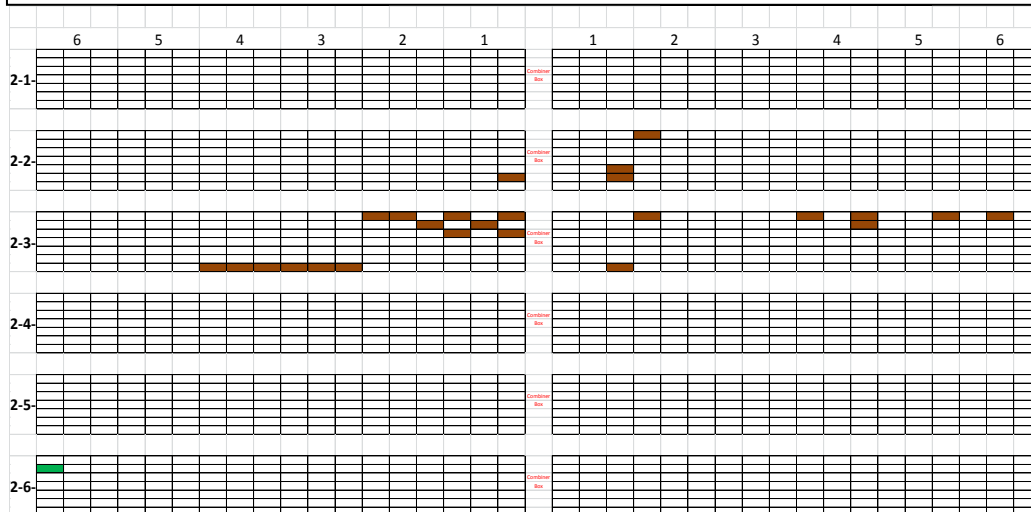 6 5 4 3 2 1 1 2 3 4 5 6
2-1-
Combiner
Box
2-2-
Combiner
Box
2-3-
Combiner
Box
2-4-
Combiner
Box
2-5-
Combiner
Box
2-6-
Combiner
Box